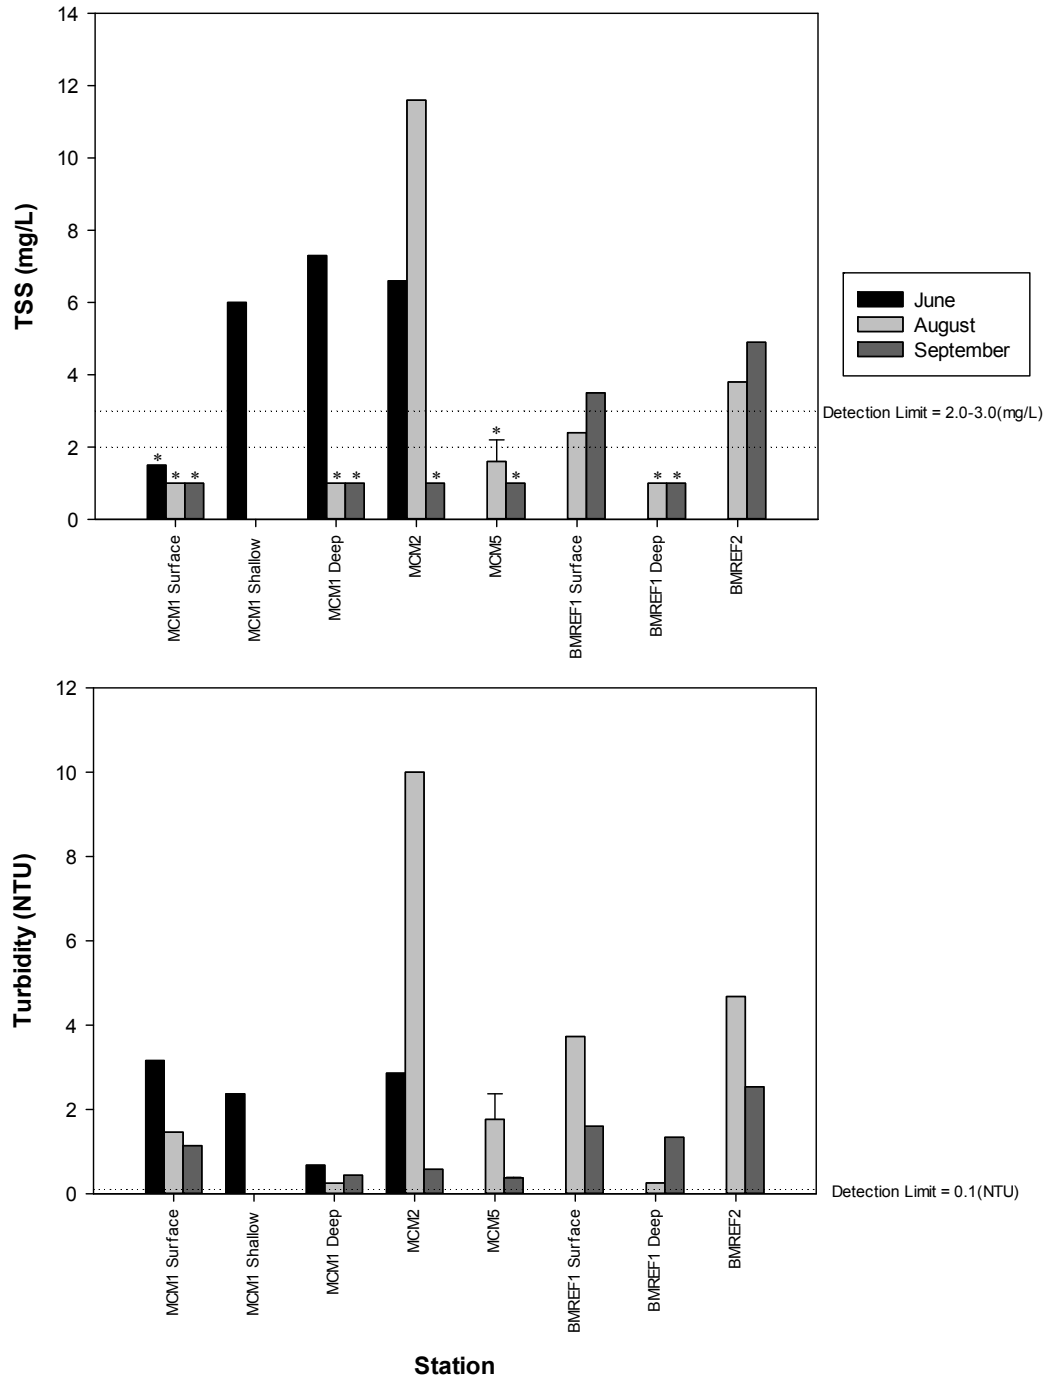 14
12
10
8
6
4
2
0
TSS (mg/L)
* * *
* *
*
*
*
* *
June
August
September
Detection Limit = 2.0-3.0(mg/L)
MCM1 Surface
MCM1 Shallow
MCM1 Deep
MCM2
MCM5
BMREF1 Surface
BMREF1 Deep
BMREF2
12
10
8
6
4
2
0
Turbidity (NTU)
Detection Limit = 0.1(NTU)
MCM1 Surface
MCM1 Shallow
MCM1 Deep
MCM2
MCM5
BMREF1 Surface
BMREF1 Deep
BMREF2
Station